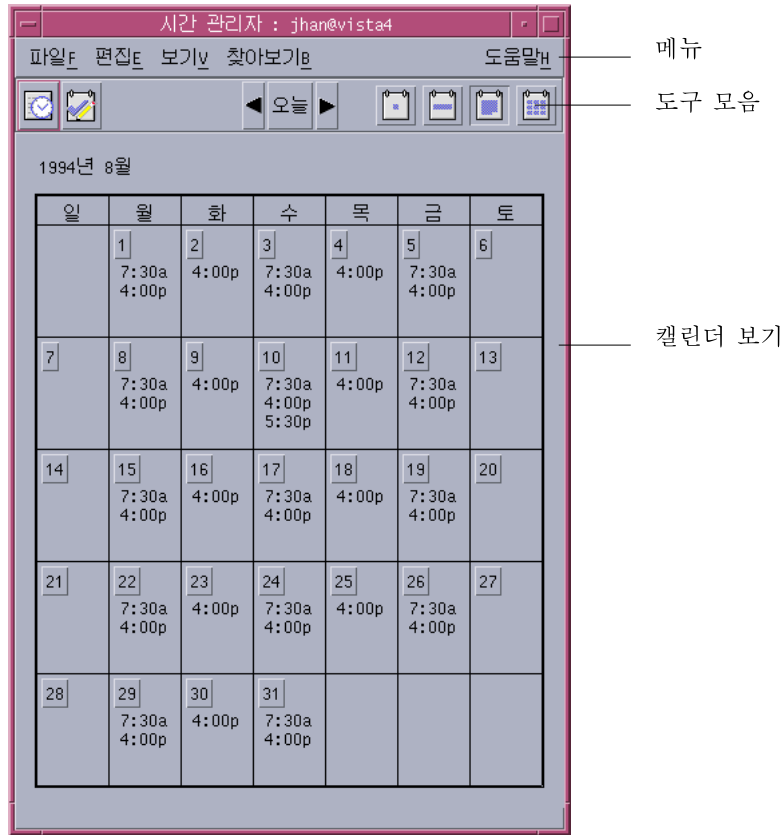 시간 관리자 : jhan@vista4
파일F 편집E 보기V 찾아보기B 도움말H
메뉴
오늘
도구 모음
1994년 8월
일 월 화 수 목 금 토
1 2 3 4 5 6
7:30a 4:00p 7:30a 4:00p 7:30a
4:00p 4:00p 4:00p
캘린더 보기
7 8 9 10 11 12 13
7:30a 4:00p 7:30a 4:00p 7:30a
4:00p 4:00p 4:00p
5:30p
14 15 16 17 18 19 20
7:30a 4:00p 7:30a 4:00p 7:30a
4:00p 4:00p 4:00p
21 22 23 24 25 26 27
7:30a 4:00p 7:30a 4:00p 7:30a
4:00p 4:00p 4:00p
28 29 30 31
7:30a 4:00p 7:30a
4:00p 4:00p